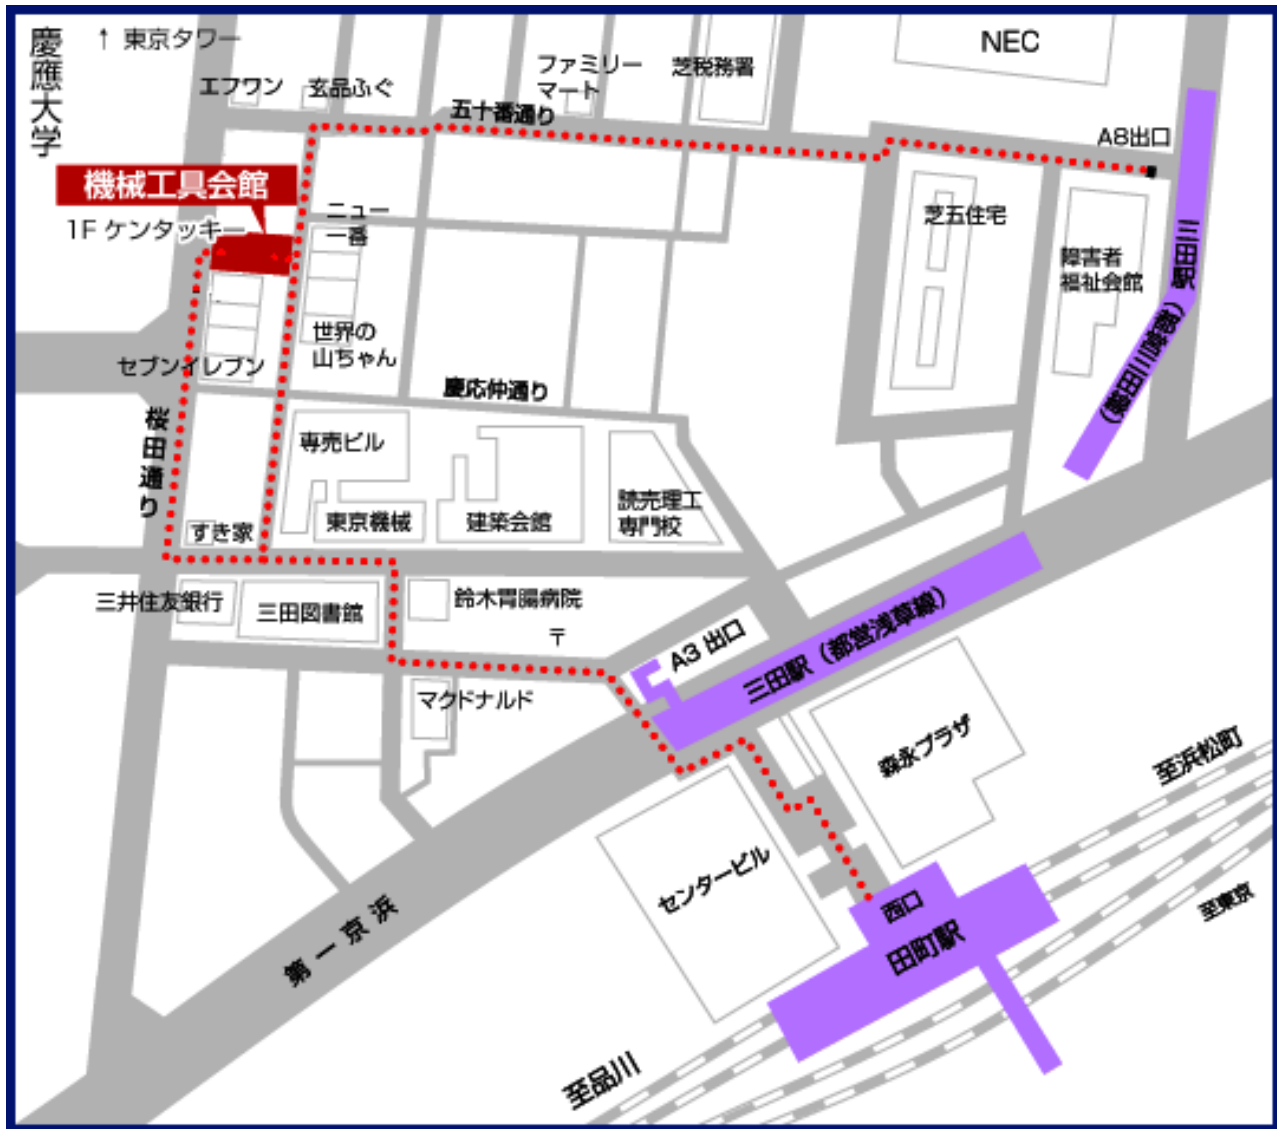 慶應大学
↑ 東京タワー
NEC
エフワン
玄品ふぐ
ファミリー
マート
芝税務署
五十番通り
A8出口
機械工具会館
1F ケンタッキー
ニュー
一番
芝五住宅
障害者
福祉会館
三田駅（都営三田線）
世界の
山ちゃん
セブンイレブン
慶応仲通り
桜田通り
専売ビル
東京機械
建築会館
読売理工
専門校
すき家
三井住友銀行
三田図書館
鈴木胃腸病院
〒
A3 出口
三田駅（都営浅草線）
マクドナルド
森永プラザ
至浜松町
センタービル
西口
田町駅
至東京
第一京浜
至品川